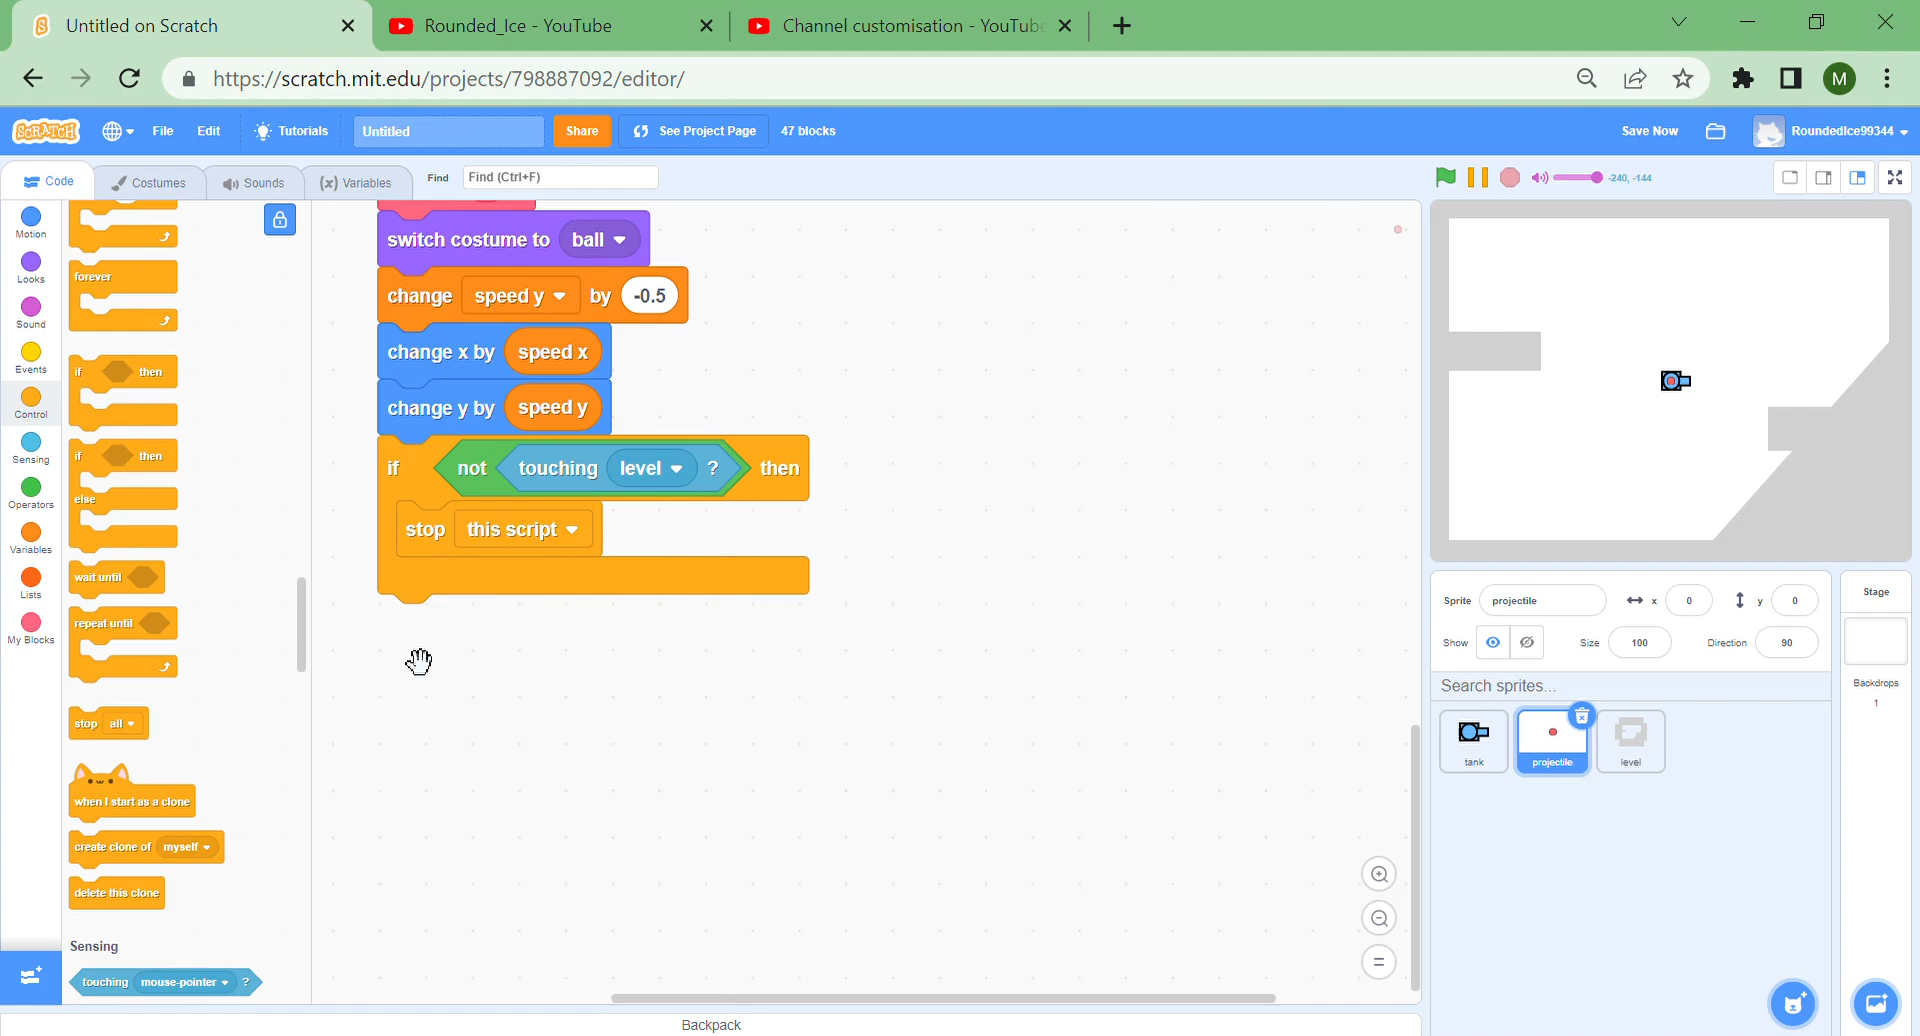 Untitled on Scratch
Rounded_Ice - YouTube
Channel customisation - YouTube
https://scratch.mit.edu/projects/798887092/editor/
M
SCRATCH
File
Edit
Tutorials
Untitled
Share
See Project Page
47 blocks
Save Now
RoundedIce99344
Code
Costumes
Sounds
(x) Variables
Find
Find (Ctrl+F)
-240, -144
Motion
Looks
Sound
Events
Control
Sensing
Operators
Variables
Lists
My Blocks
forever
if then
if then
else
wait until
repeat until
stop all
when I start as a clone
create clone of myself
delete this clone
Sensing
touching mouse-pointer ?
switch costume to ball
change speed y by -0.5
change x by speed x
change y by speed y
if not touching level ? then
stop this script
Backpack
Sprite projectile x 0 y 0
Show Size 100 Direction 90
Search sprites...
tank
projectile
level
Stage
Backdrops
1